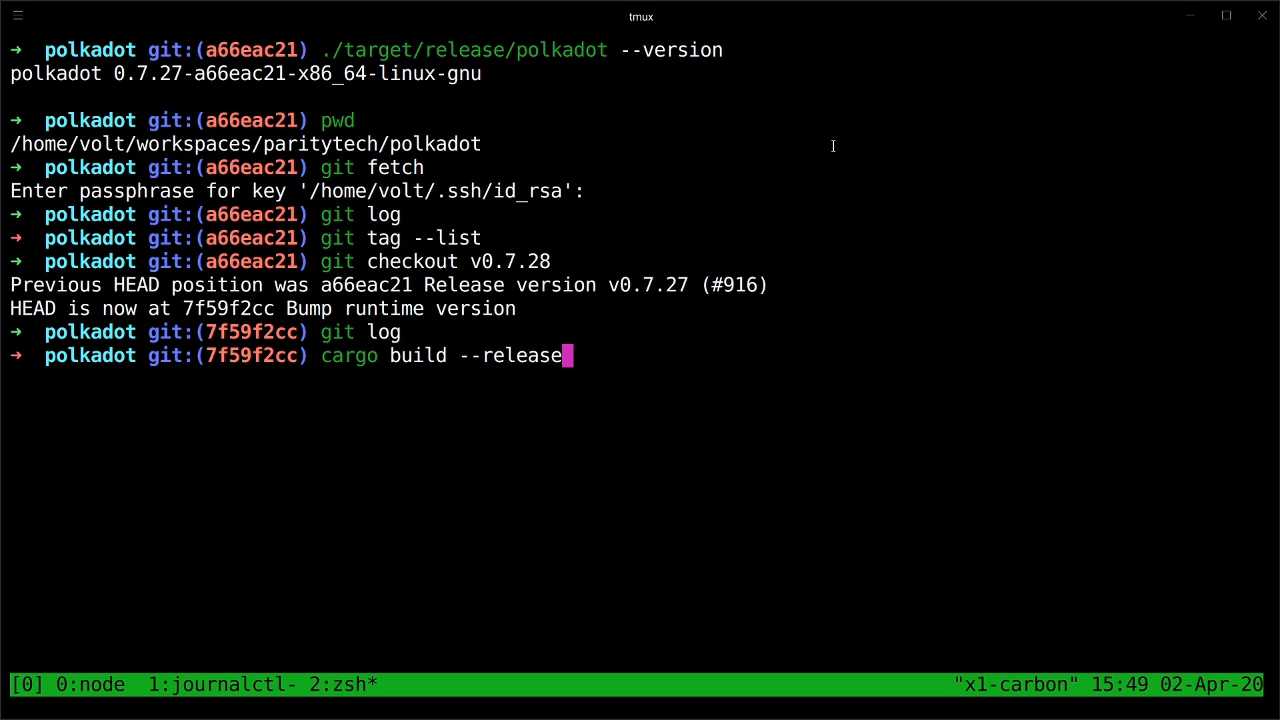 tmux
➜ polkadot git:(a66eac21) ./target/release/polkadot --version
polkadot 0.7.27-a66eac21-x86_64-linux-gnu
➜ polkadot git:(a66eac21) pwd
/home/volt/workspaces/paritytech/polkadot
➜ polkadot git:(a66eac21) git fetch
Enter passphrase for key '/home/volt/.ssh/id_rsa':
➜ polkadot git:(a66eac21) git log
➜ polkadot git:(a66eac21) git tag --list
➜ polkadot git:(a66eac21) git checkout v0.7.28
Previous HEAD position was a66eac21 Release version v0.7.27 (#916)
HEAD is now at 7f59f2cc Bump runtime version
➜ polkadot git:(7f59f2cc) git log
➜ polkadot git:(7f59f2cc) cargo build --release
[0] 0:node 1:journalctl- 2:zsh* "x1-carbon" 15:49 02-Apr-20